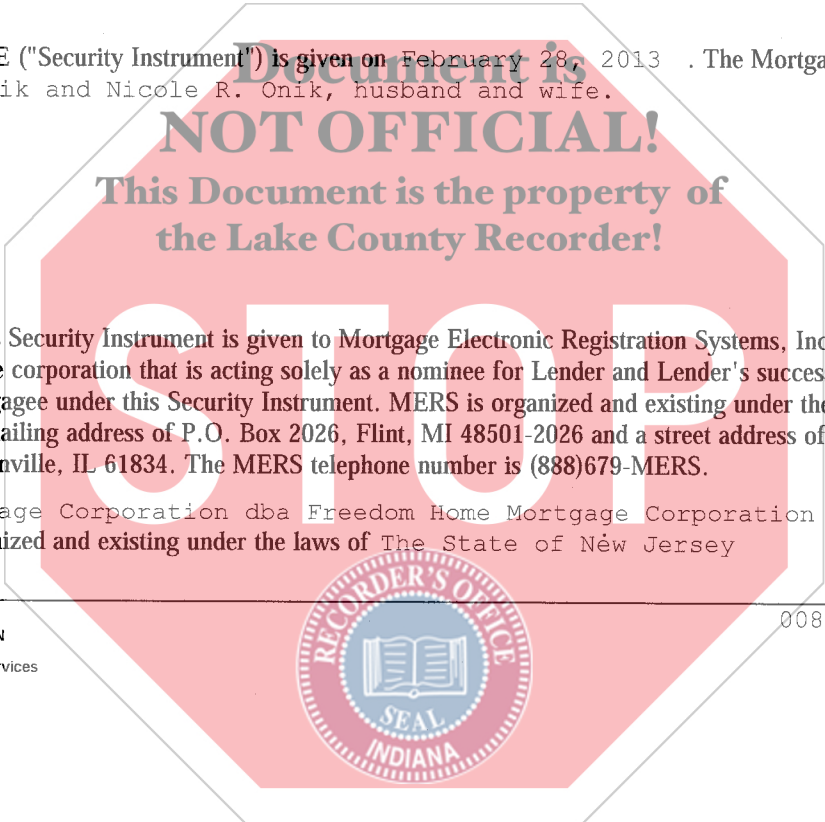 E ("Security Instrument") is given on February 28, 2013 . The Mortga
ik and Nicole R. Onik, husband and wife.
Document is
NOT OFFICIAL!
This Document is the property of
the Lake County Recorder!
STOP
Security Instrument is given to Mortgage Electronic Registration Systems, Inc
e corporation that is acting solely as a nominee for Lender and Lender's succes
agee under this Security Instrument. MERS is organized and existing under the
ailing address of P.O. Box 2026, Flint, MI 48501-2026 and a street address of
nville, IL 61834. The MERS telephone number is (888)679-MERS.
age Corporation dba Freedom Home Mortgage Corporation
nized and existing under the laws of The State of New Jersey
008
N
rvices
RECORDER'S OFFICE
SEAL
INDIANA